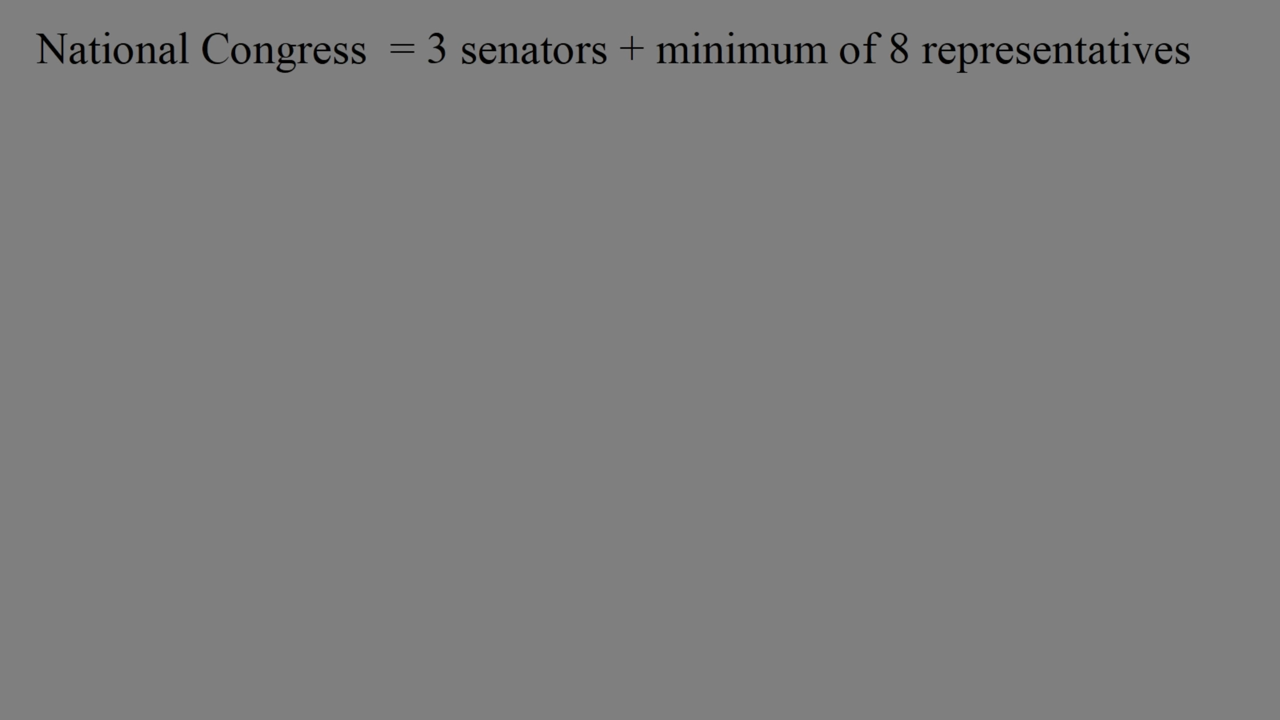 National Congress  = 3 senators + minimum of 8 representatives